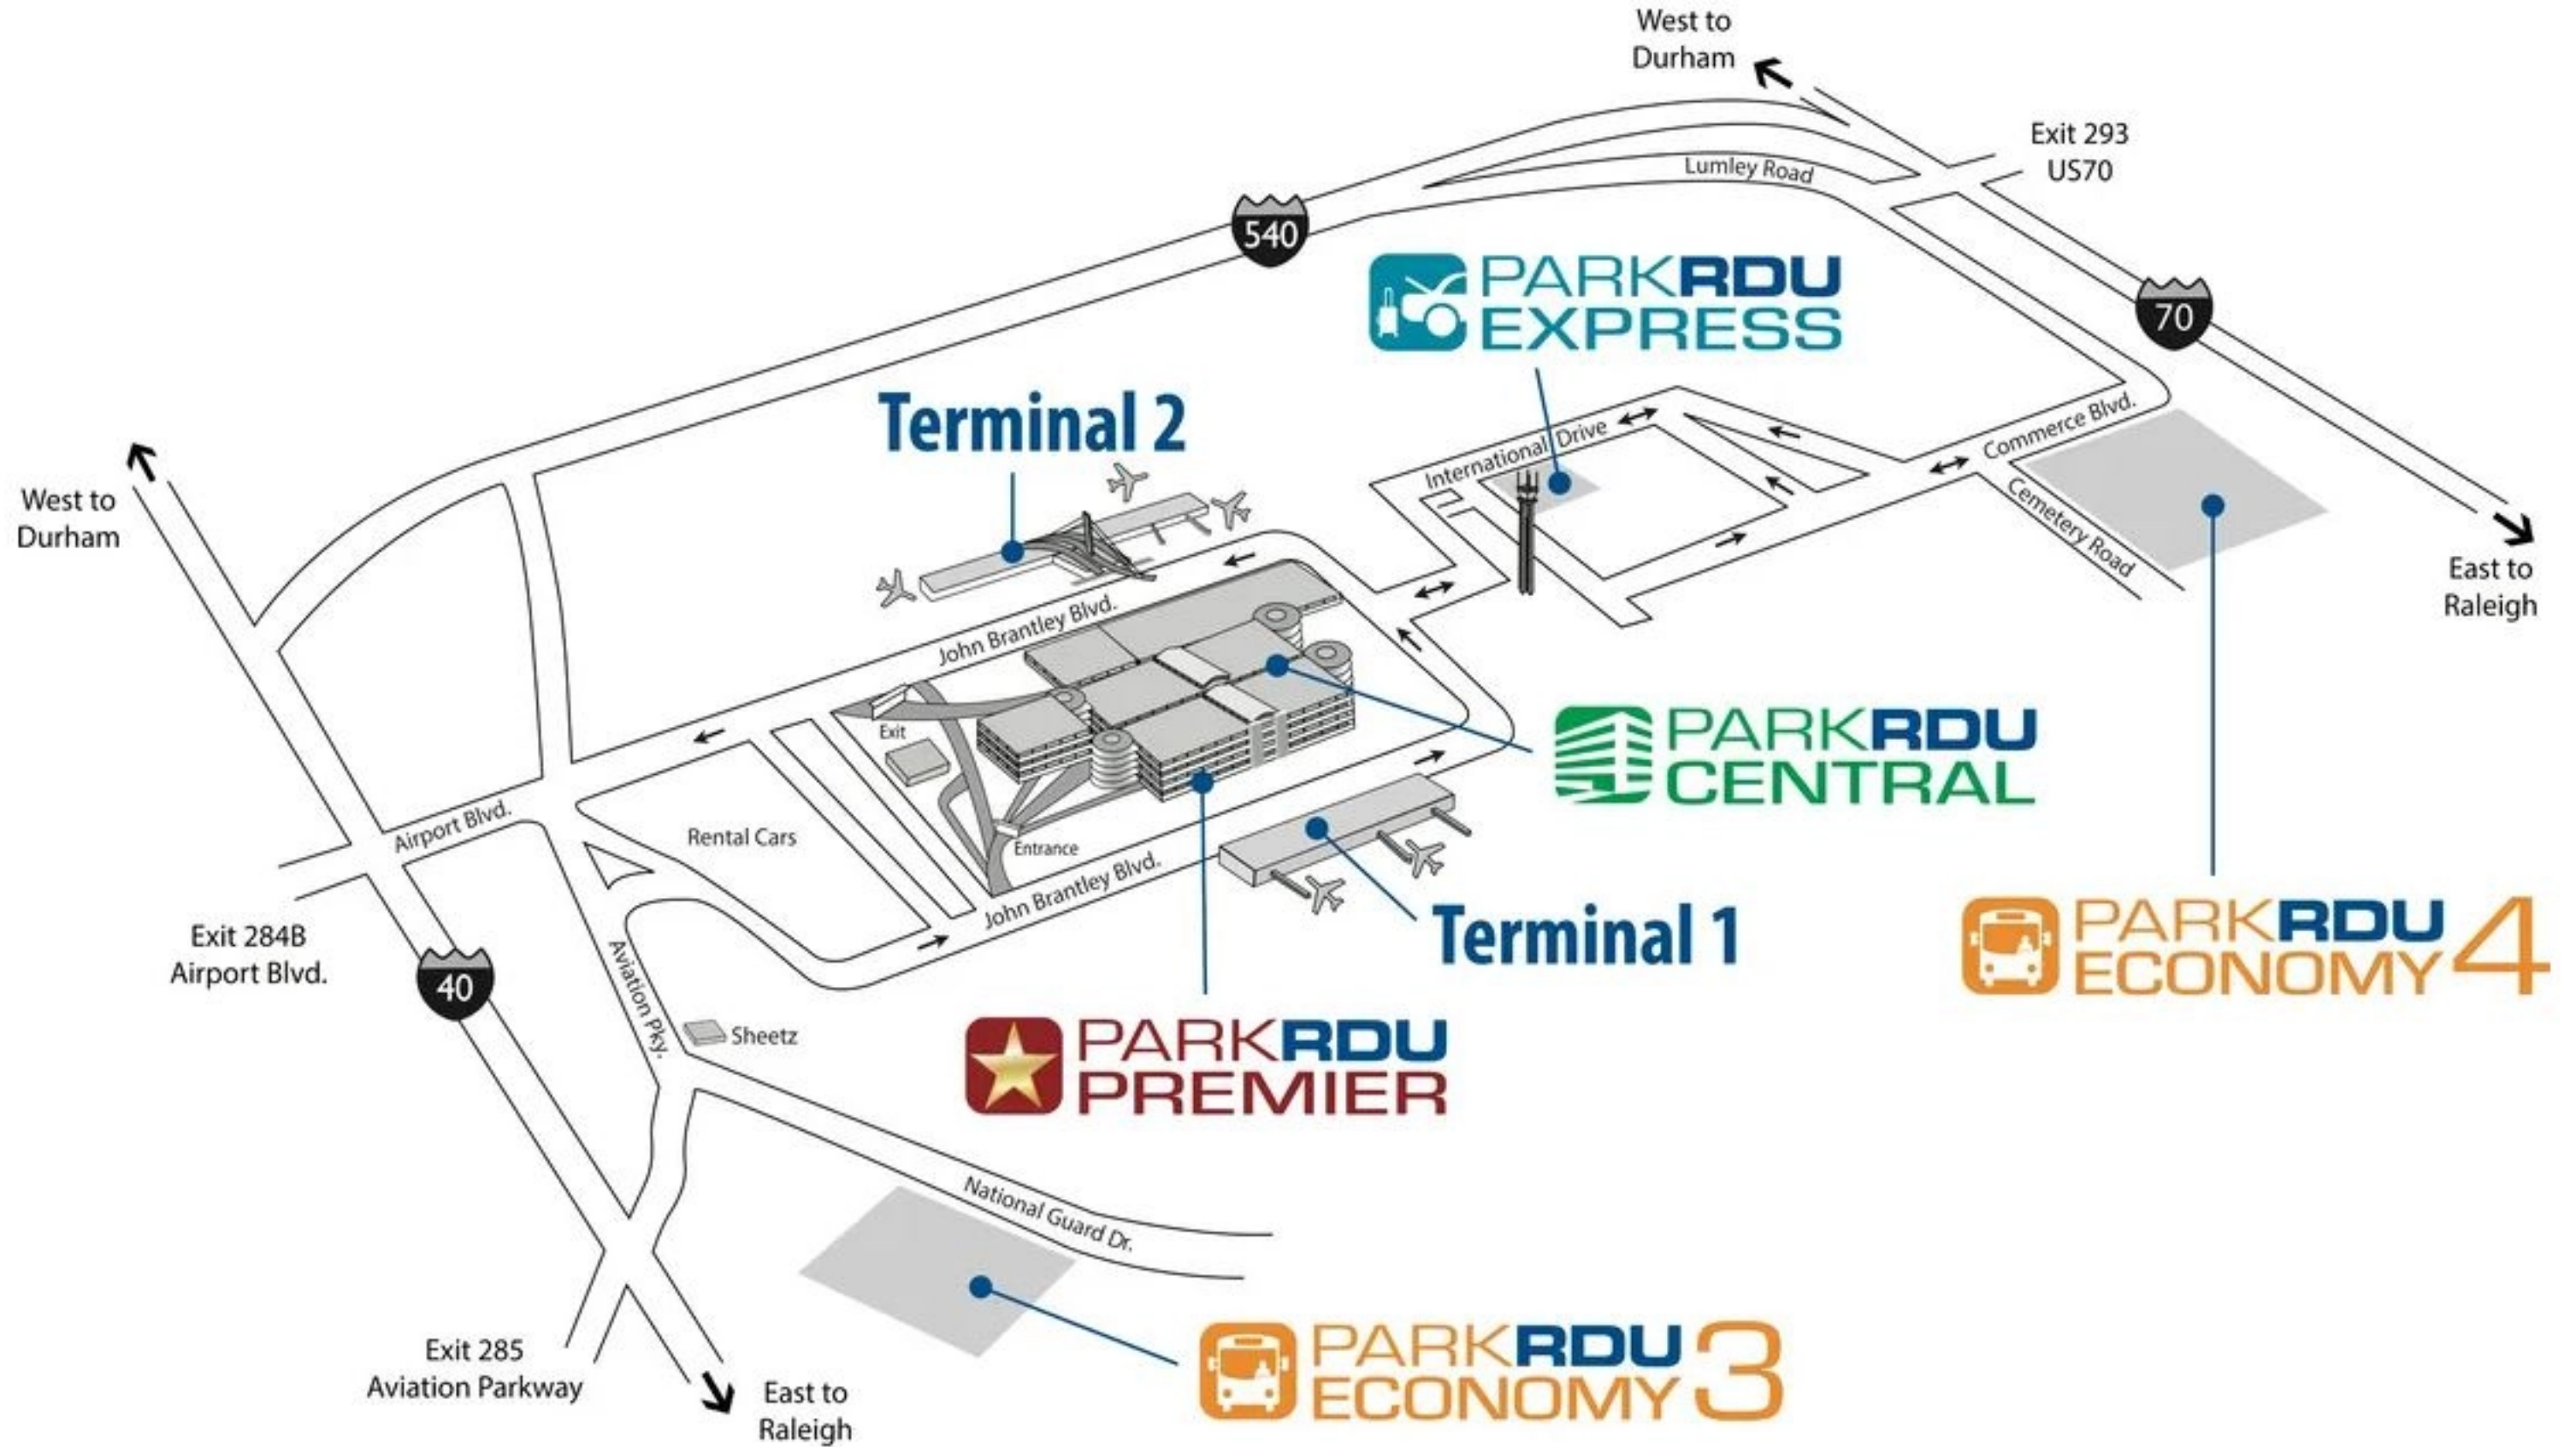 West to
Durham
Exit 293
US70
Lumley Road
540
PARKRDU
EXPRESS
70
Terminal 2
International Drive
Commerce Blvd.
Cemetery Road
West to
Durham
East to
Raleigh
John Brantley Blvd.
Exit
PARKRDU
CENTRAL
Airport Blvd.
Rental Cars
Entrance
John Brantley Blvd.
Terminal 1
PARKRDU
ECONOMY 4
Exit 284B
Airport Blvd.
40
Aviation Pky.
Sheetz
PARKRDU
PREMIER
National Guard Dr.
PARKRDU
ECONOMY 3
Exit 285
Aviation Parkway
East to
Raleigh